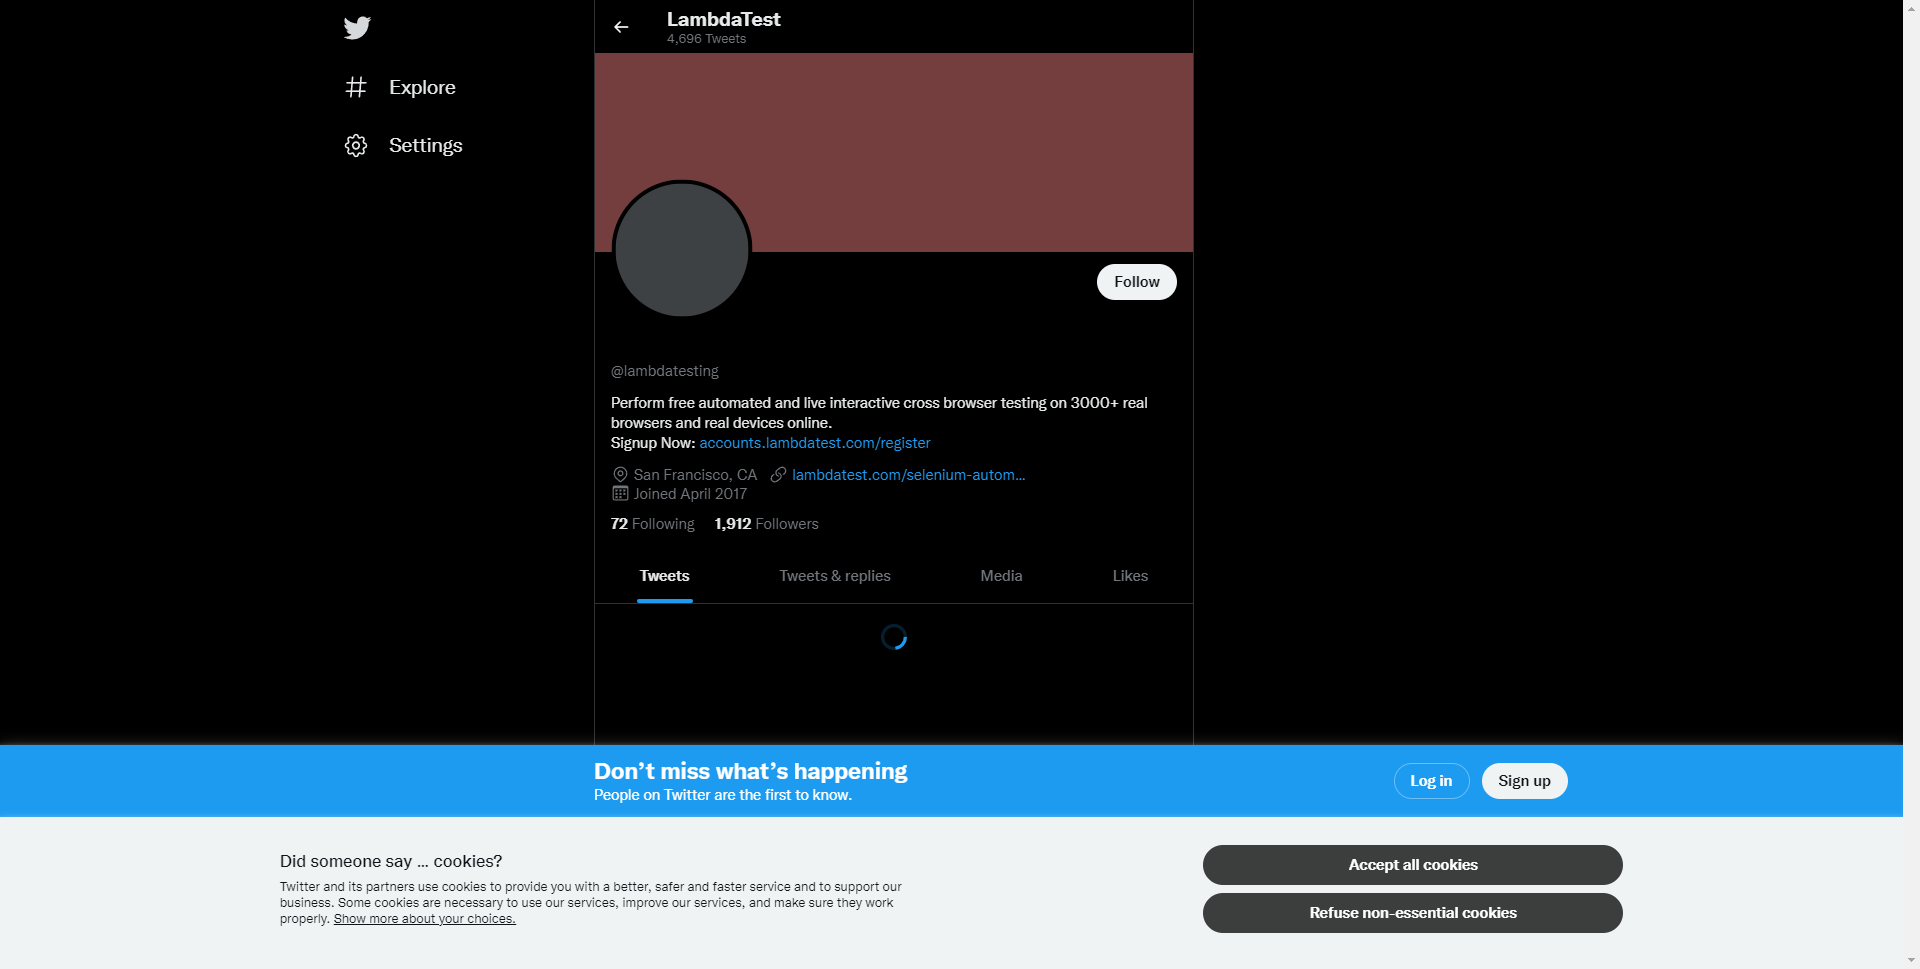 LambdaTest
4,696 Tweets
Explore
Settings
Follow
@lambdatesting
Perform free automated and live interactive cross browser testing on 3000+ real
browsers and real devices online.
Signup Now: accounts.lambdatest.com/register
San Francisco, CA lambdatest.com/selenium-autom…
Joined April 2017
72 Following 1,912 Followers
Tweets Tweets & replies Media Likes
Don’t miss what’s happening
People on Twitter are the first to know.
Log in Sign up
Did someone say … cookies?
Twitter and its partners use cookies to provide you with a better, safer and faster service and to support our
business. Some cookies are necessary to use our services, improve our services, and make sure they work
properly. Show more about your choices.
Accept all cookies
Refuse non-essential cookies